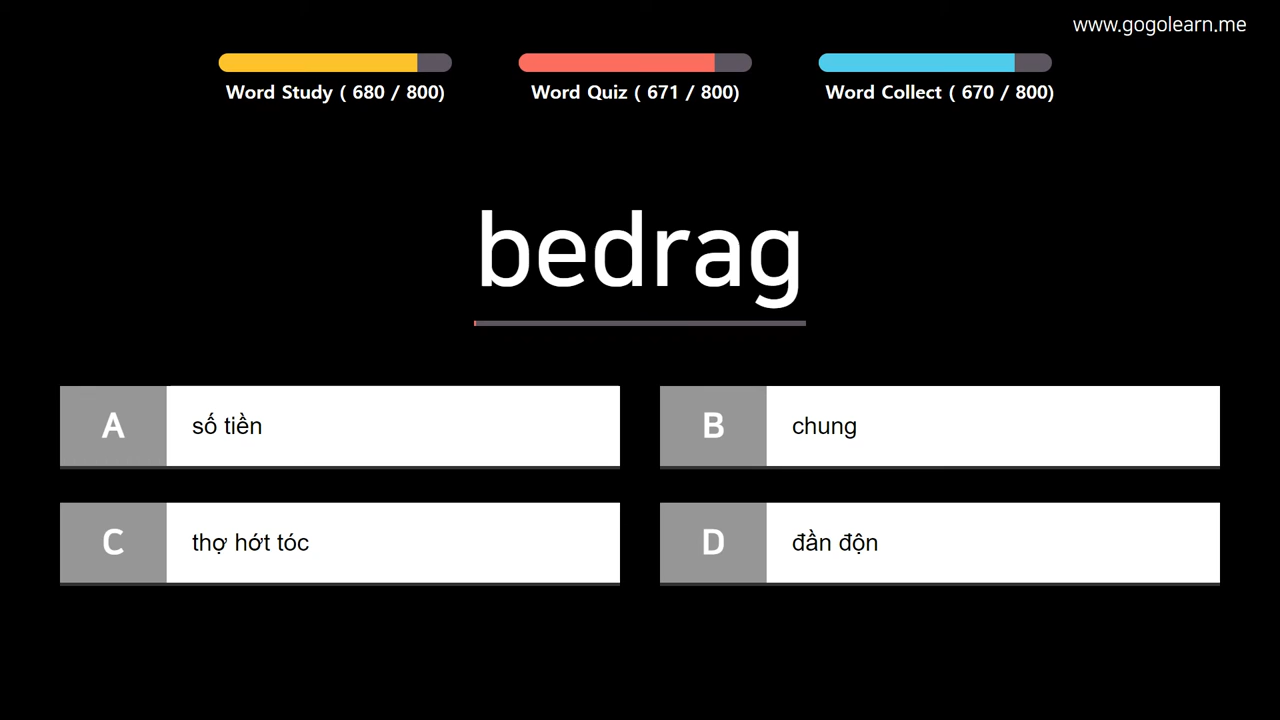 www.gogolearn.me
Word Study ( 680 / 800)
Word Quiz ( 671 / 800)
Word Collect ( 670 / 800)
bedrag
A
số tiền
B
chung
C
thợ hớt tóc
D
đần độn